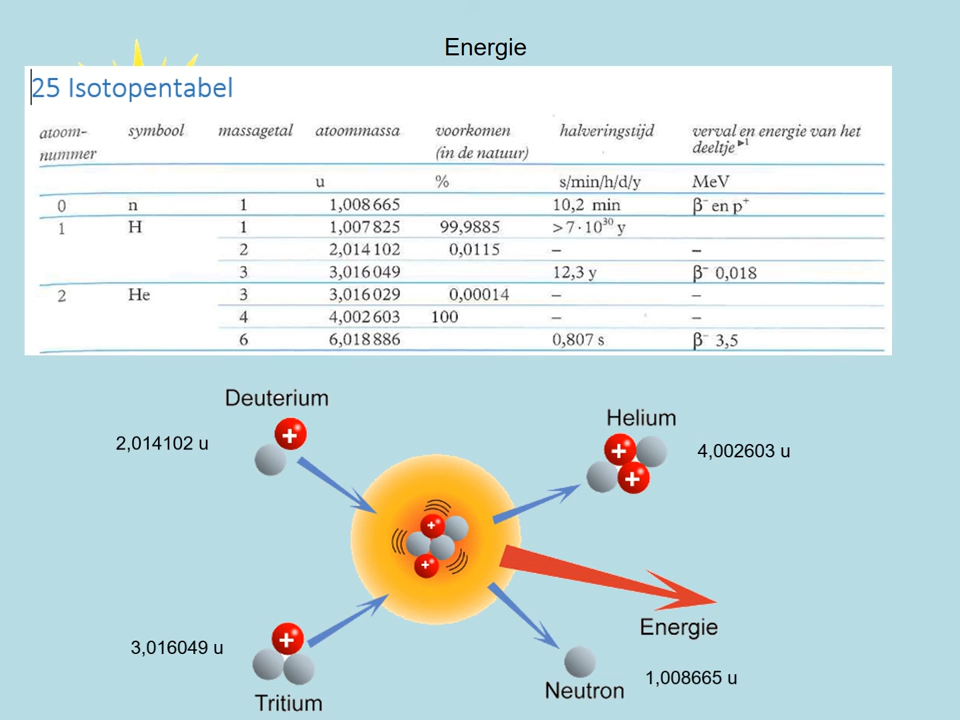 Energie
25 Isotopentabel
atoom- symbool massagetal atoommassa voorkomen halveringstijd verval en energie van het
nummer (in de natuur) deeltje ►1
u % s/min/h/d/y MeV
0 n 1 1,008665 10,2 min β⁻ en p⁺
1 H 1 1,007825 99,9885 >7·10³⁰ y
2 2,014102 0,0115 – –
3 3,016049 12,3 y β⁻ 0,018
2 He 3 3,016029 0,00014 – –
4 4,002603 100 – –
6 6,018886 0,807 s β⁻ 3,5
Deuterium
Helium
2,014102 u
4,002603 u
+
+
+
+
+
+
Energie
3,016049 u
Neutron
1,008665 u
Tritium